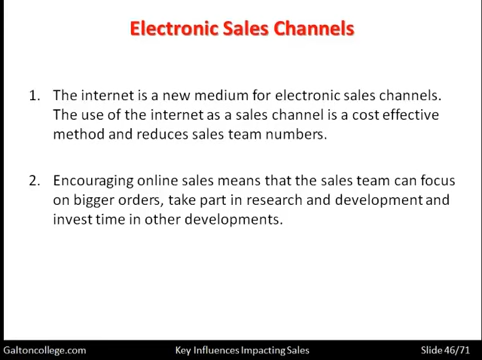 Electronic Sales Channels
1. The internet is a new medium for electronic sales channels.
The use of the internet as a sales channel is a cost effective
method and reduces sales team numbers.
2. Encouraging online sales means that the sales team can focus
on bigger orders, take part in research and development and
invest time in other developments.
Galtoncollege.com Key Influences Impacting Sales Slide 46/71